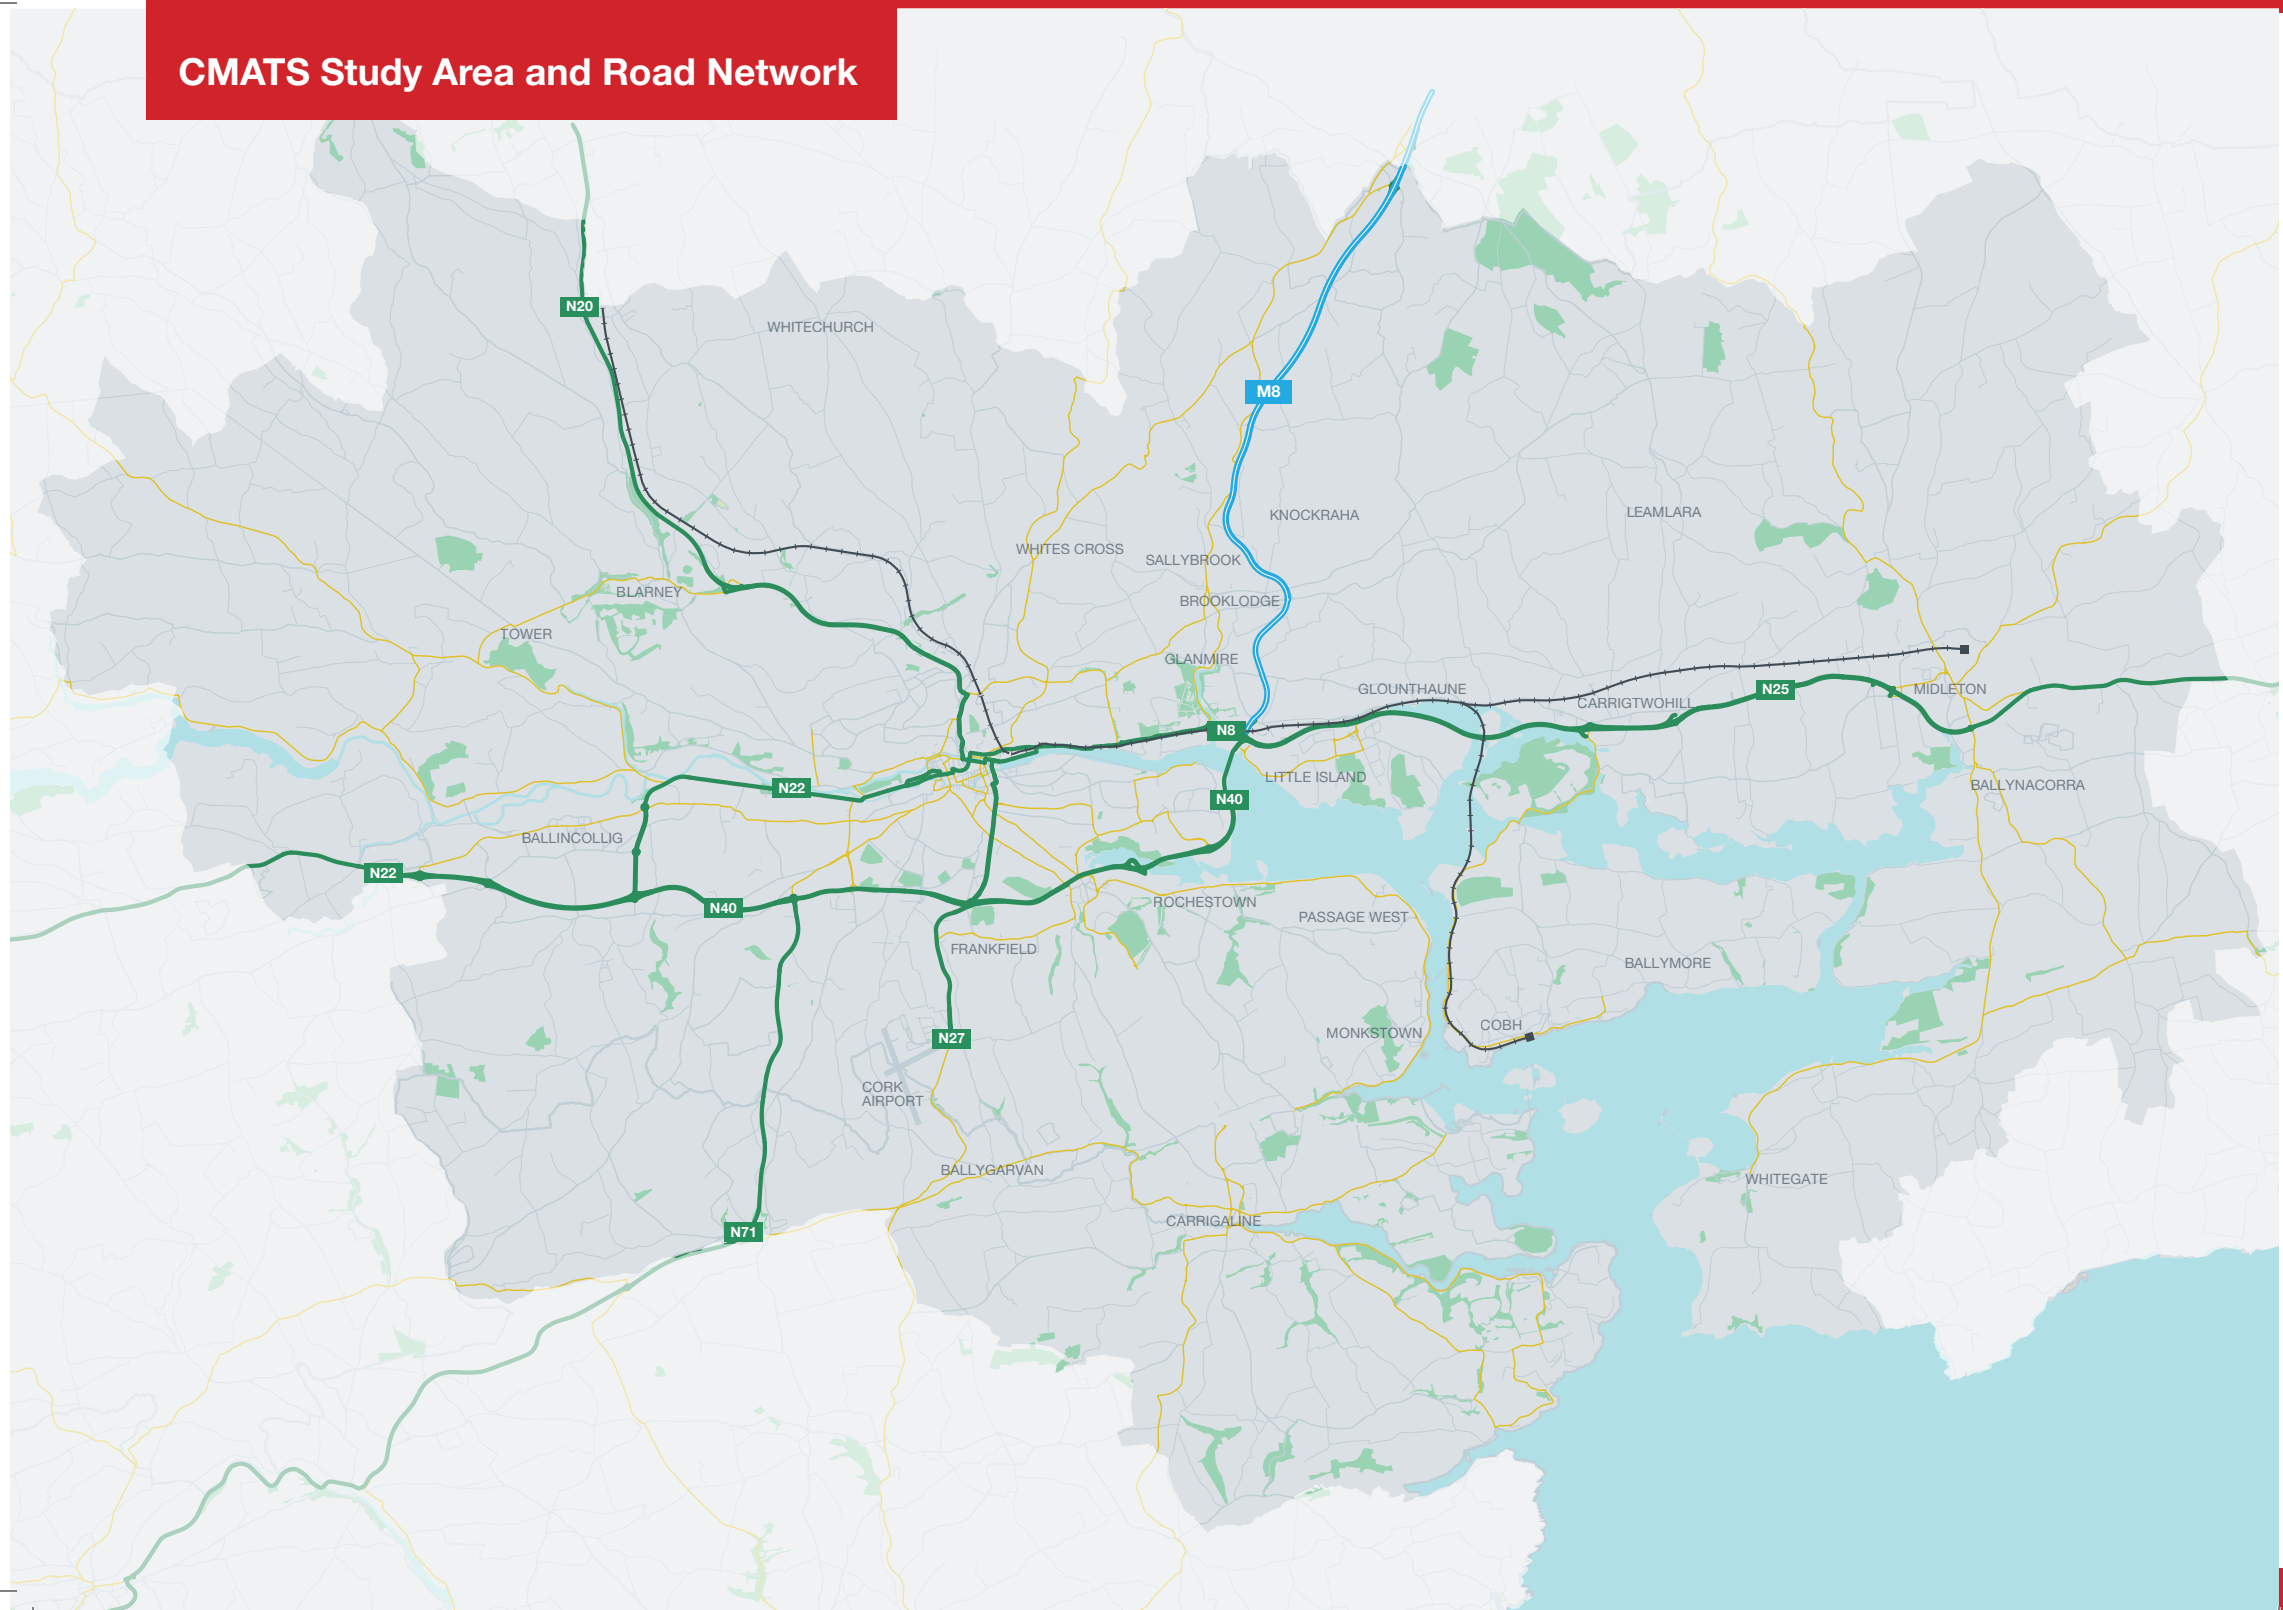 CMATS Study Area and Road Network
N20
WHITECHURCH
M8
KNOCKRAHA
LEAMLARA
WHITES CROSS
SALLYBROOK
BLARNEY
BROOKLODGE
TOWER
GLANMIRE
GLOUNTHAUNE
N25
MIDLETON
CARRIGTWOHILL
N8
LITTLE ISLAND
N22
BALLYNACORRA
N40
BALLINCOLLIG
N22
N40
ROCHESTOWN
PASSAGE WEST
FRANKFIELD
BALLYMORE
COBH
MONKSTOWN
N27
CORK
AIRPORT
BALLYGARVAN
WHITEGATE
CARRIGALINE
N71